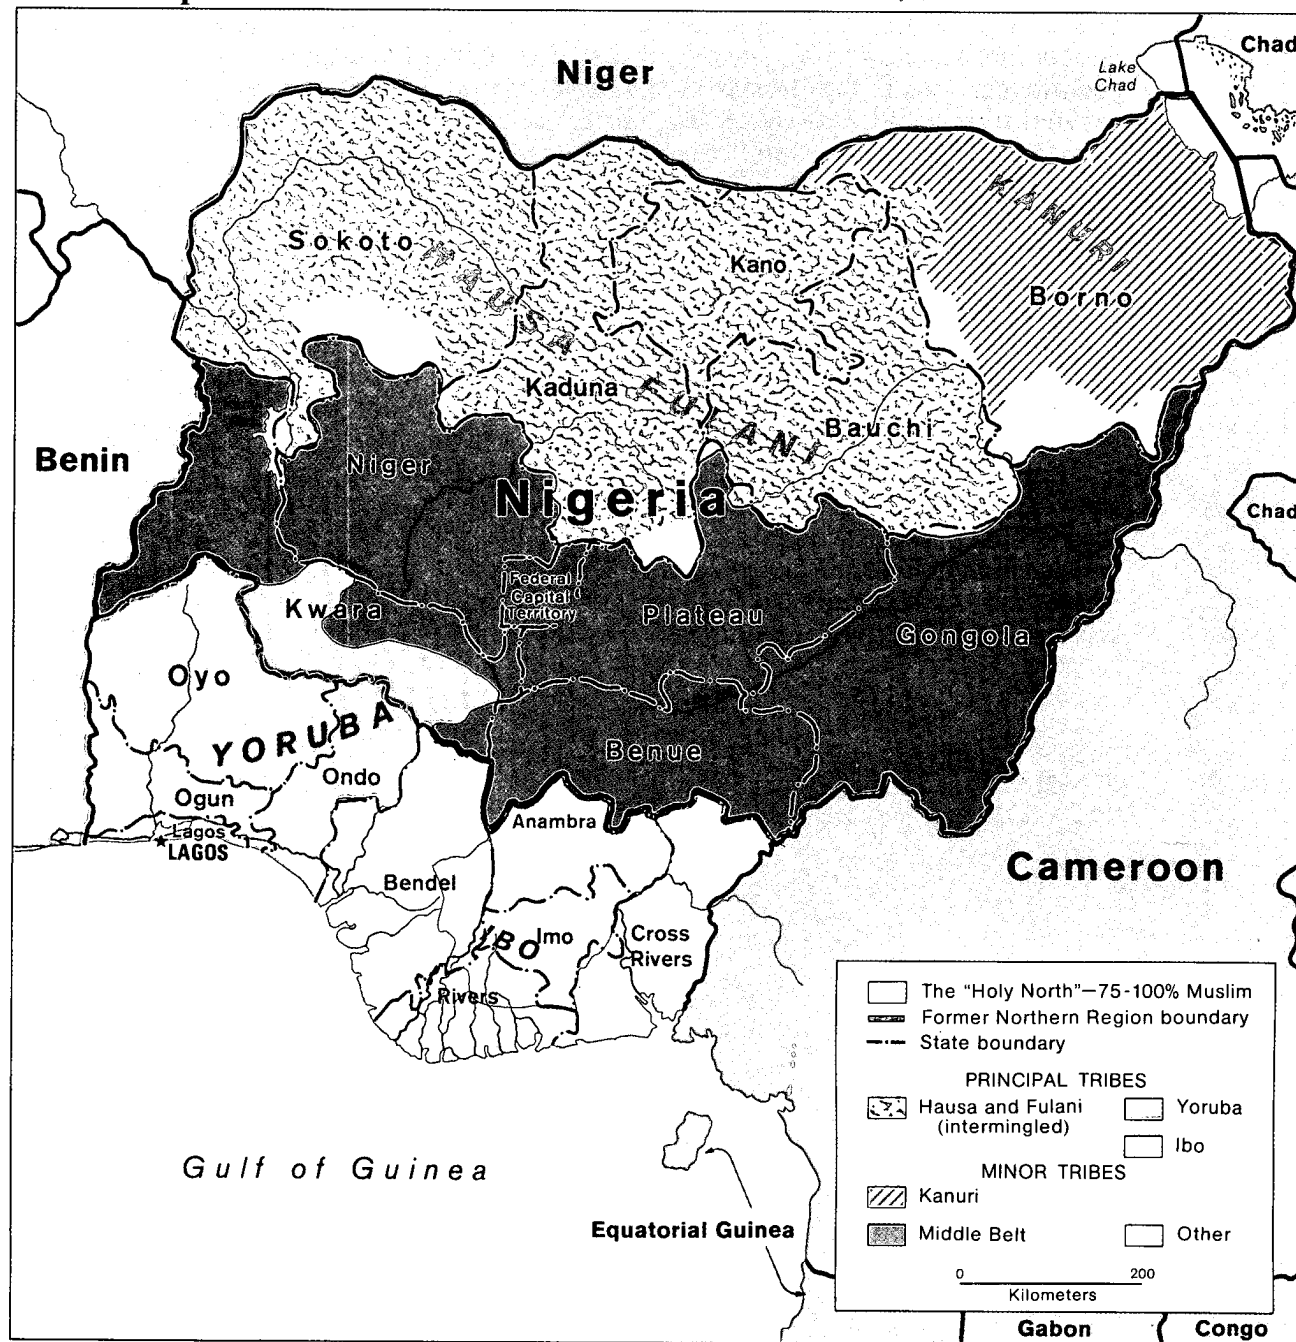 Niger
Chad
Lake
Chad
KANURI
Sokoto
HAUSA
Kano
Borno
Kaduna
FULANI
Bauchi
Benin
Niger
Nigeria
Chad
Federal
Capital
Territory
Kwara
Plateau
Gongola
Oyo
YORUBA
Benue
Ondo
Ogun
Anambra
Lagos
LAGOS
Cameroon
Bendel
IBO
Imo
Cross
Rivers
Rivers
The "Holy North"—75-100% Muslim
Former Northern Region boundary
State boundary
PRINCIPAL TRIBES
Hausa and Fulani
(intermingled)
Yoruba
Ibo
MINOR TRIBES
Kanuri
Middle Belt
Other
0 200
Kilometers
Gulf of Guinea
Equatorial Guinea
Gabon
Congo